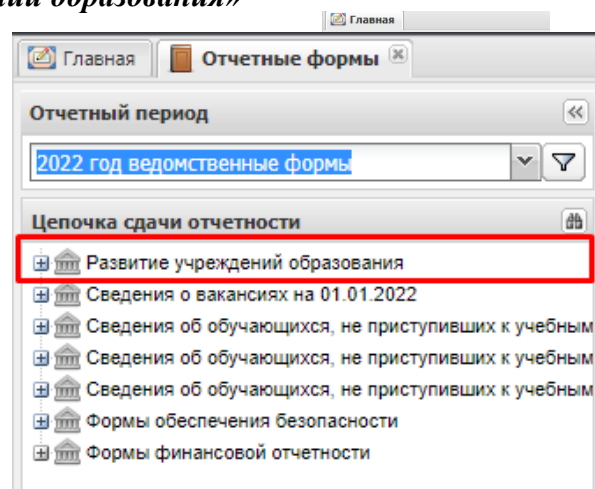 образования»
Главная
Главная Отчетные формы
Отчетный период
2022 год ведомственные формы
Цепочка сдачи отчетности
Развитие учреждений образования
Сведения о вакансиях на 01.01.2022
Сведения об обучающихся, не приступивших к учебным
Сведения об обучающихся, не приступивших к учебным
Сведения об обучающихся, не приступивших к учебным
Формы обеспечения безопасности
Формы финансовой отчетности